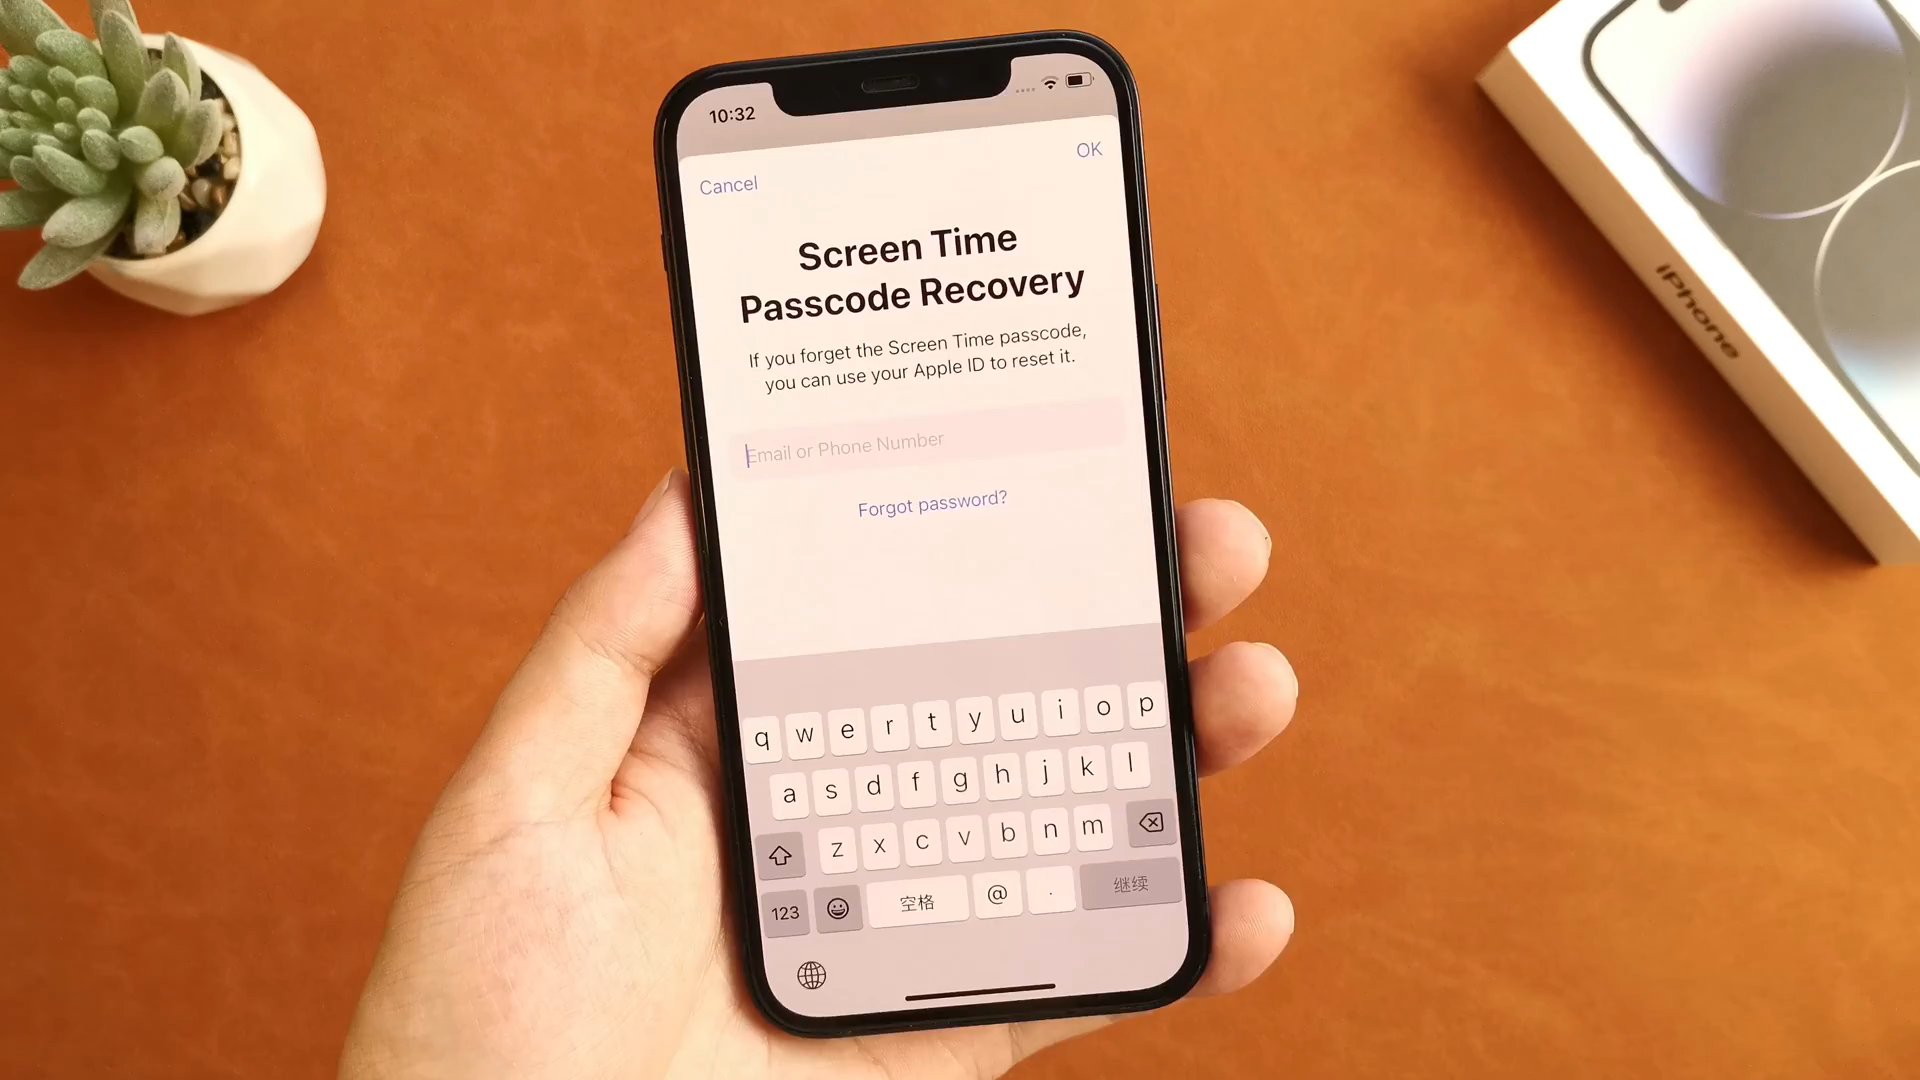 10:32
Cancel
OK
Screen Time
Passcode Recovery
If you forget the Screen Time passcode,
you can use your Apple ID to reset it.
Email or Phone Number
Forgot password?
q w e r t y u i o p
a s d f g h j k l
z x c v b n m
123 空格 @ . 继续
iPhone